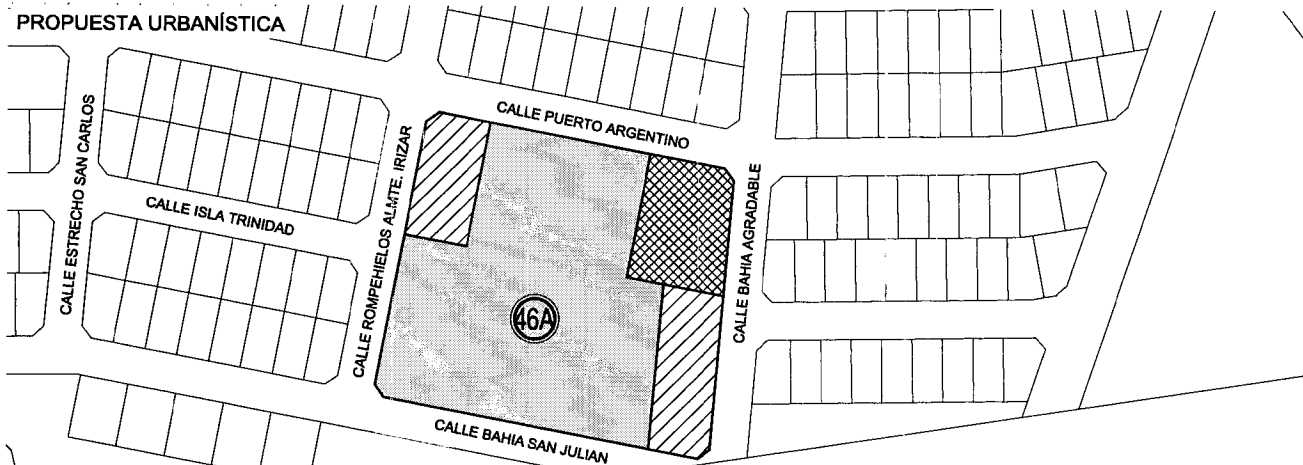 PROPUESTA URBANÍSTICA
CALLE PUERTO ARGENTINO
CALLE ESTRECHO SAN CARLOS
CALLE ISLA TRINIDAD
CALLE ROMPEHIELOS ALMTE. IRIZAR
CALLE BAHIA AGRADABLE
46A
CALLE BAHIA SAN JULIAN